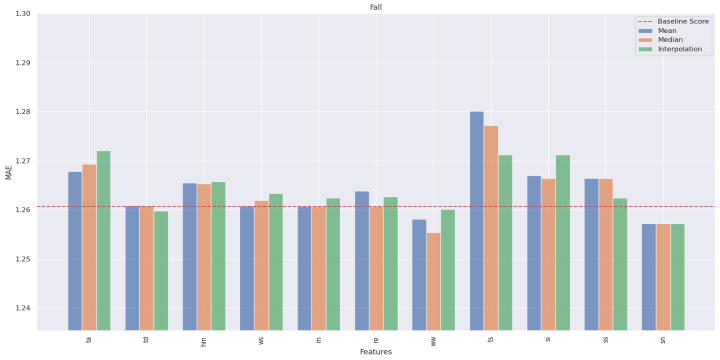 Fall
1.30
1.29
1.28
1.27
1.26
1.25
1.24
MAE
Baseline Score
Mean
Median
Interpolation
ta
td
hm
ws
rn
re
ww
ts
si
ss
sn
Features